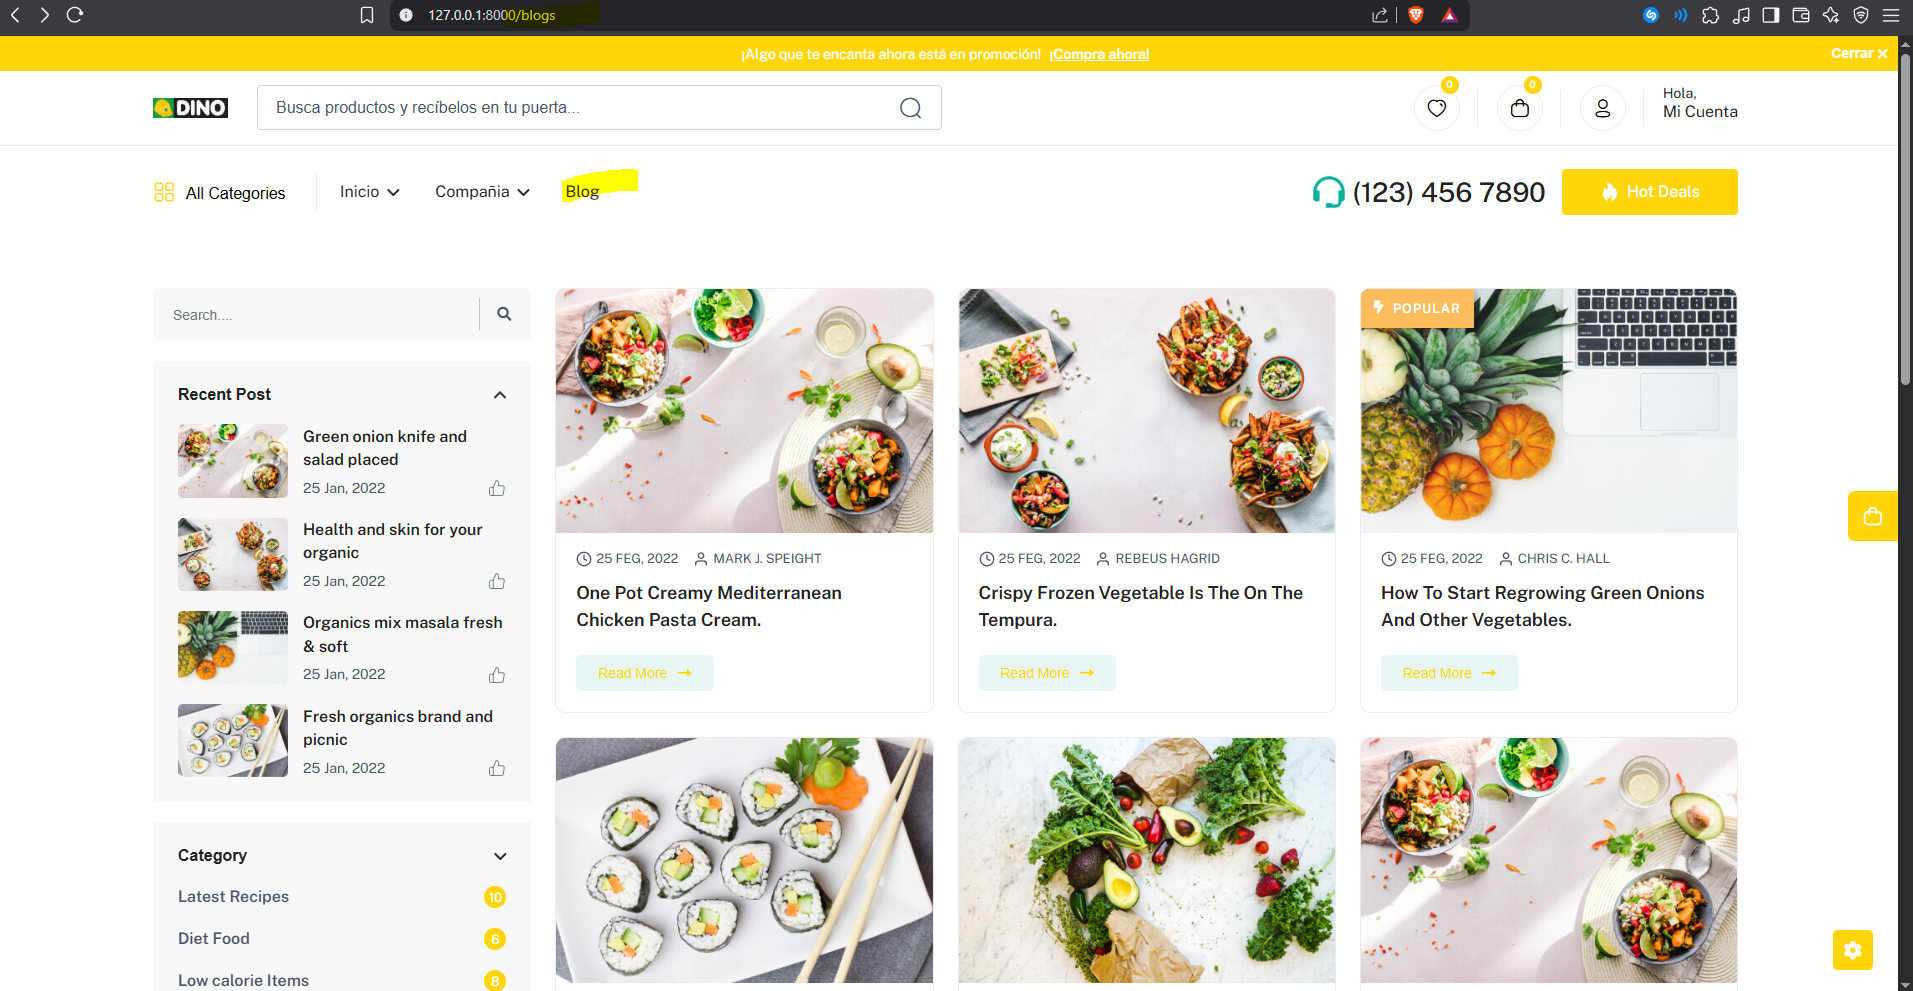 127.0.0.1:8000/blogs
¡Algo que te encanta ahora está en promoción! ¡Compra ahora!
Cerrar ×
DINO
Busca productos y recíbelos en tu puerta...
0
0
Hola,
Mi Cuenta
All Categories
Inicio
Compañia
Blog
(123) 456 7890
Hot Deals
Search....
Recent Post
Green onion knife and
salad placed
25 Jan, 2022
Health and skin for your
organic
25 Jan, 2022
Organics mix masala fresh
& soft
25 Jan, 2022
Fresh organics brand and
picnic
25 Jan, 2022
Category
Latest Recipes 10
Diet Food 6
Low calorie Items 8
25 FEG, 2022 MARK J. SPEIGHT
One Pot Creamy Mediterranean
Chicken Pasta Cream.
Read More
25 FEG, 2022 REBEUS HAGRID
Crispy Frozen Vegetable Is The On The
Tempura.
Read More
POPULAR
25 FEG, 2022 CHRIS C. HALL
How To Start Regrowing Green Onions
And Other Vegetables.
Read More